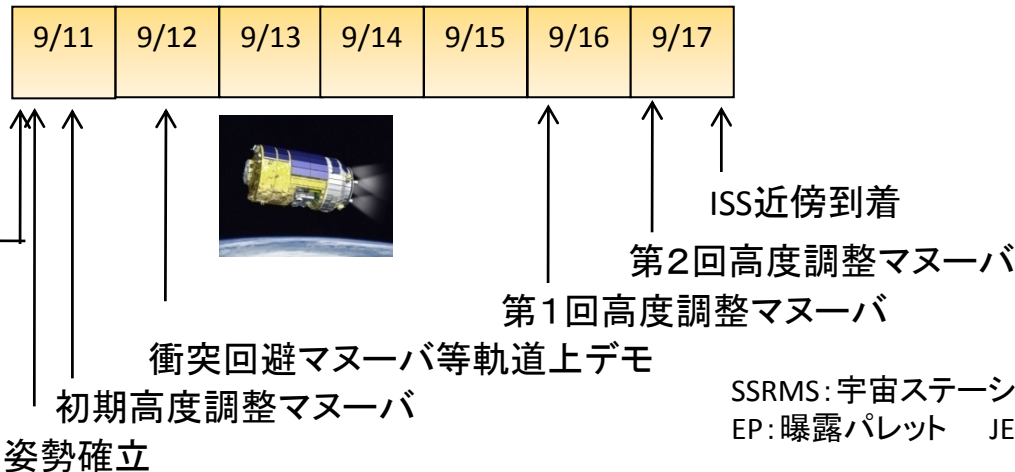 9/11 9/12 9/13 9/14 9/15 9/16 9/17
ISS近傍到着
第2回高度調整マヌーバ
第1回高度調整マヌーバ
衝突回避マヌーバ等軌道上デモ
初期高度調整マヌーバ
姿勢確立
SSRMS:宇宙ステーシ
EP:曝露パレット JE